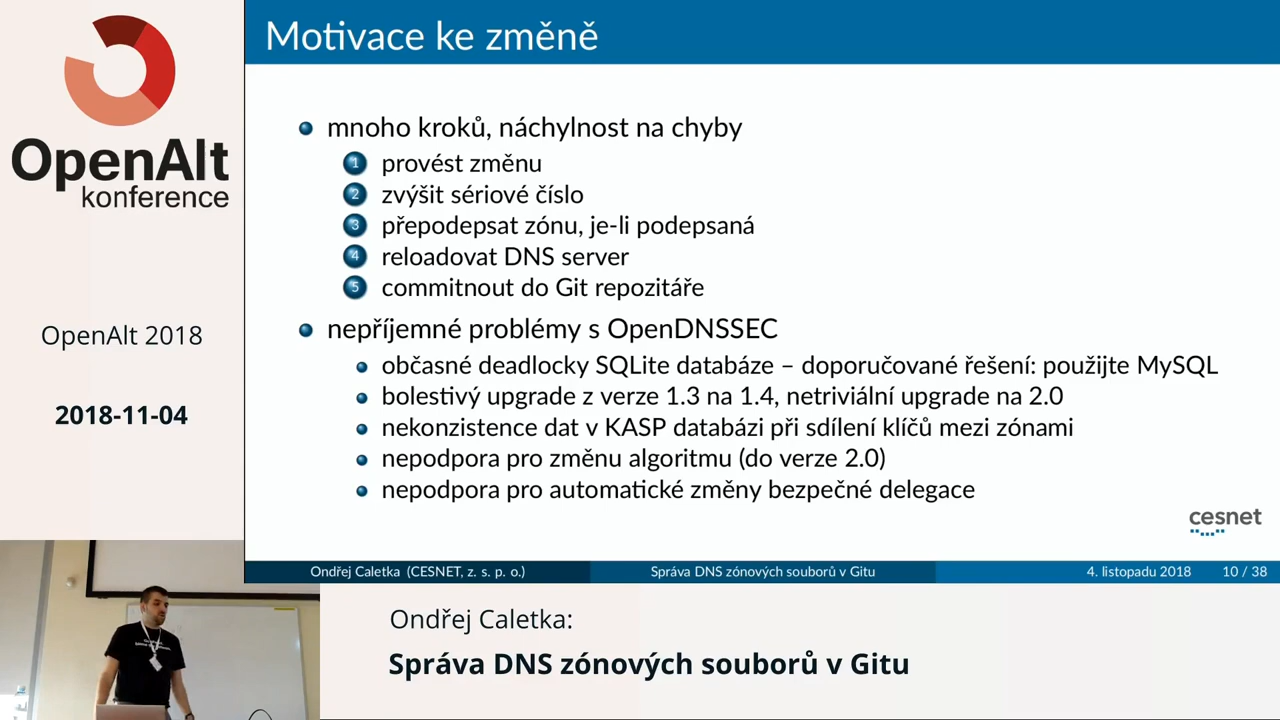 Motivace ke změně
OpenAlt
konference
OpenAlt 2018
2018-11-04
mnoho kroků, náchylnost na chyby
1 provést změnu
2 zvýšit sériové číslo
3 přepodepsat zónu, je-li podepsaná
4 reloadovat DNS server
5 commitnout do Git repozitáře
nepříjemné problémy s OpenDNSSEC
občasné deadlocky SQLite databáze – doporučované řešení: použijte MySQL
bolestivý upgrade z verze 1.3 na 1.4, netriviální upgrade na 2.0
nekonzistence dat v KASP databázi při sdílení klíčů mezi zónami
nepodpora pro změnu algoritmu (do verze 2.0)
nepodpora pro automatické změny bezpečné delegace
cesnet
Ondřej Caletka (CESNET, z. s. p. o.) Správa DNS zónových souborů v Gitu 4. listopadu 2018 10 / 38
Ondřej Caletka:
Správa DNS zónových souborů v Gitu